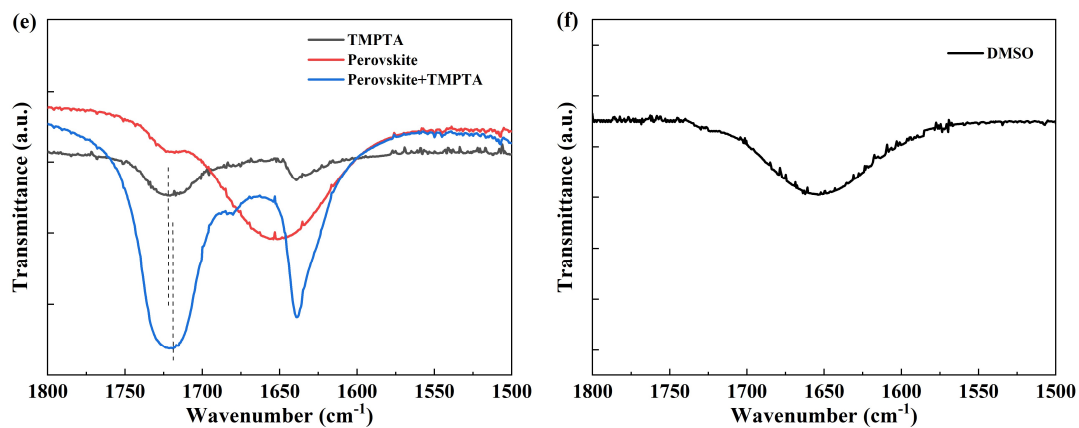 (e)
TMPTA
Perovskite
Perovskite+TMPTA
Transmittance (a.u.)
1800 1750 1700 1650 1600 1550 1500
Wavenumber (cm⁻¹)
(f)
DMSO
Transmittance (a.u.)
1800 1750 1700 1650 1600 1550 1500
Wavenumber (cm⁻¹)